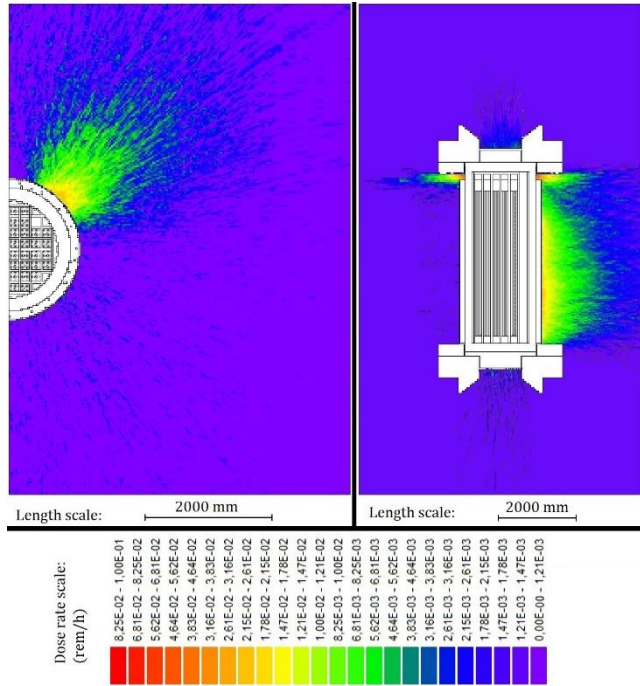 Length scale: 2000 mm
Length scale: 2000 mm
Dose rate scale:
(rem/h)
8,25E-02 - 1,00E-01
6,81E-02 - 8,25E-02
5,62E-02 - 6,81E-02
4,64E-02 - 5,62E-02
3,83E-02 - 4,64E-02
3,16E-02 - 3,83E-02
2,61E-02 - 3,16E-02
2,15E-02 - 2,61E-02
1,78E-02 - 2,15E-02
1,47E-02 - 1,78E-02
1,21E-02 - 1,47E-02
1,00E-02 - 1,21E-02
8,25E-03 - 1,00E-02
6,81E-03 - 8,25E-03
5,62E-03 - 6,81E-03
4,64E-03 - 5,62E-03
3,83E-03 - 4,64E-03
3,16E-03 - 3,83E-03
2,61E-03 - 3,16E-03
2,15E-03 - 2,61E-03
1,78E-03 - 2,15E-03
1,47E-03 - 1,78E-03
1,21E-03 - 1,47E-03
0,00E+00 - 1,21E-03